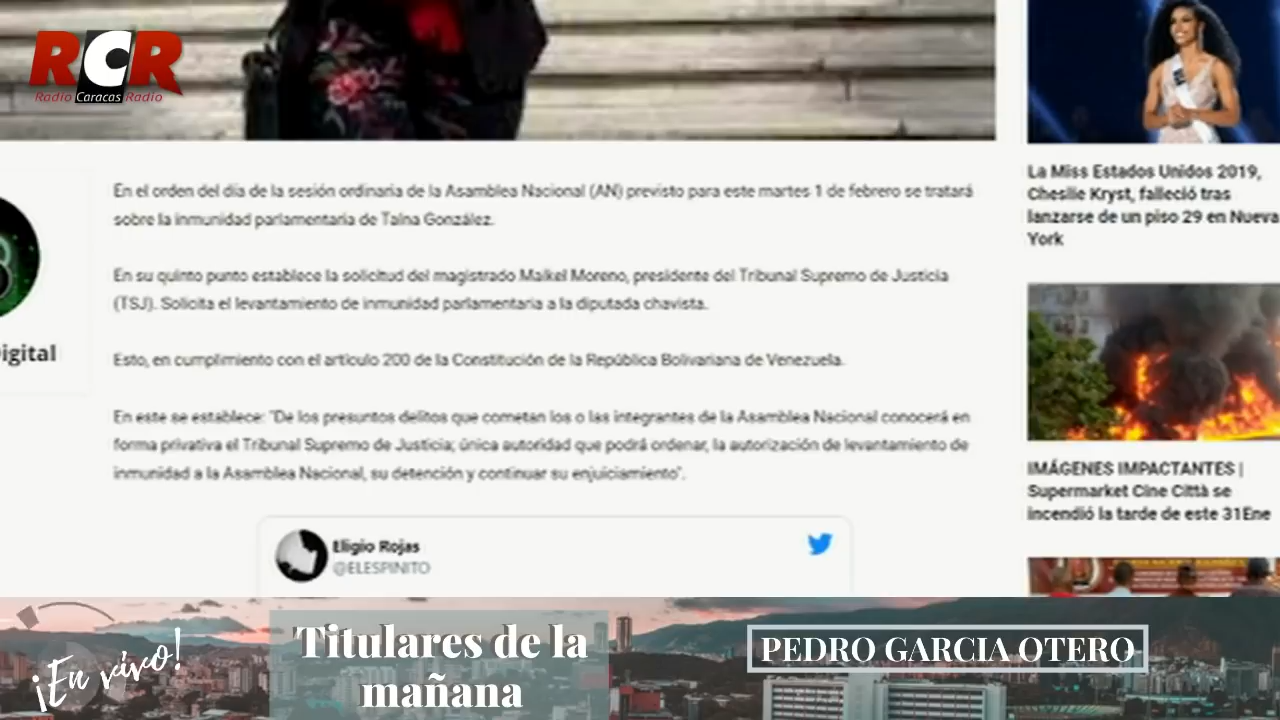 RCR
Radio Caracas Radio
En el orden del día de la sesión ordinaria de la Asamblea Nacional (AN) previsto para este martes 1 de febrero se tratará
sobre la inmunidad parlamentaria de Taína González.
En su quinto punto establece la solicitud del magistrado Maikel Moreno, presidente del Tribunal Supremo de Justicia
(TSJ). Solicita el levantamiento de inmunidad parlamentaria a la diputada chavista.
Esto, en cumplimiento con el artículo 200 de la Constitución de la República Bolivariana de Venezuela.
En este se establece: "De los presuntos delitos que cometan los o las integrantes de la Asamblea Nacional conocerá en
forma privativa el Tribunal Supremo de Justicia; única autoridad que podrá ordenar, la autorización de levantamiento de
inmunidad a la Asamblea Nacional, su detención y continuar su enjuiciamiento".
igital
Eligio Rojas
@ELESPINITO
La Miss Estados Unidos 2019,
Cheslie Kryst, falleció tras
lanzarse de un piso 29 en Nueva
York
IMÁGENES IMPACTANTES |
Supermarket Cine Città se
incendió la tarde de este 31Ene
¡En vivo!
Titulares de la
mañana
PEDRO GARCIA OTERO